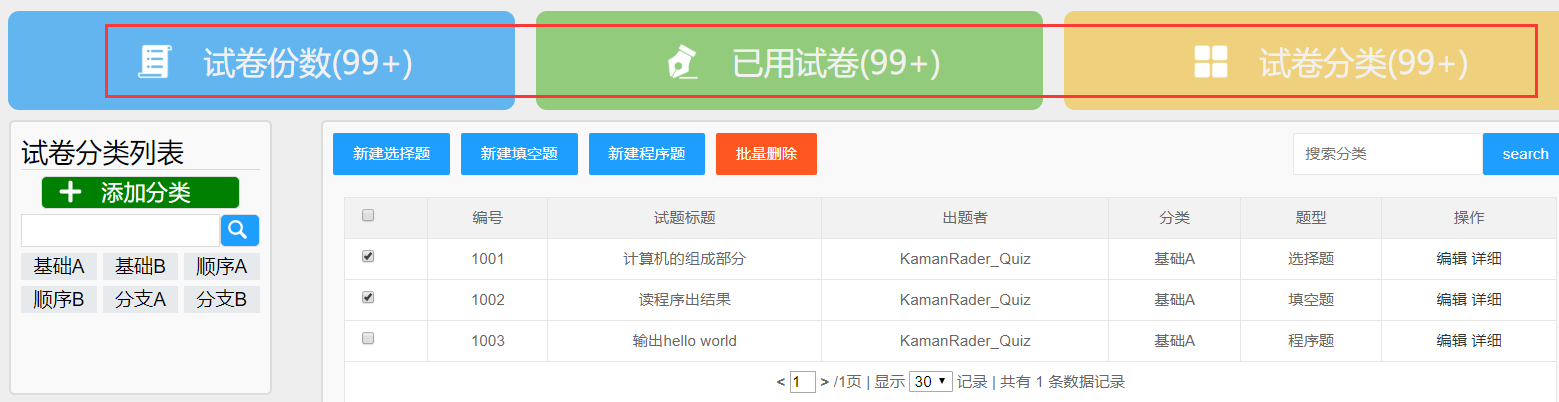 试卷份数(99+) 已用试卷(99+) 试卷分类(99+)
试卷分类列表
添加分类
基础A 基础B 顺序A
顺序B 分支A 分支B
新建选择题 新建填空题 新建程序题 批量删除 搜索分类 search
编号 试题标题 出题者 分类 题型 操作
1001 计算机的组成部分 KamanRader_Quiz 基础A 选择题 编辑 详细
1002 读程序出结果 KamanRader_Quiz 基础A 填空题 编辑 详细
1003 输出hello world KamanRader_Quiz 基础A 程序题 编辑 详细
< 1 > /1页 | 显示 30 记录 | 共有 1 条数据记录